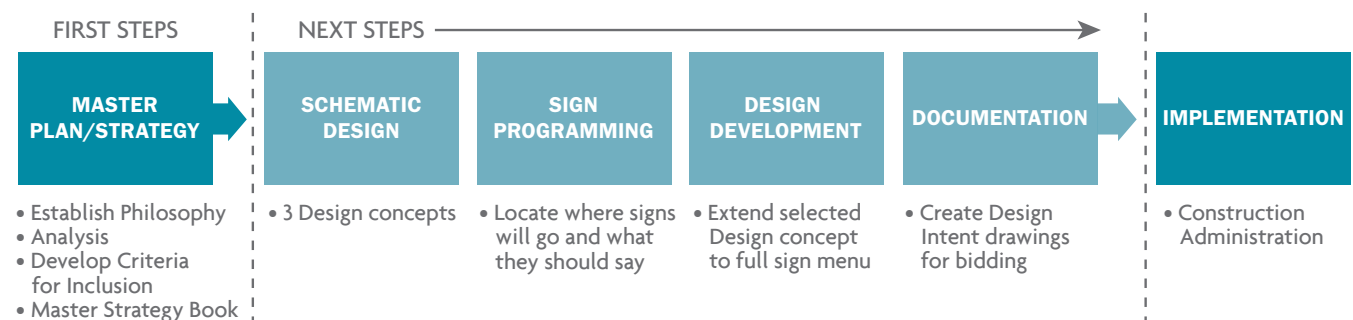 FIRST STEPS
NEXT STEPS
MASTER
PLAN/STRATEGY
SCHEMATIC
DESIGN
SIGN
PROGRAMMING
DESIGN
DEVELOPMENT
DOCUMENTATION
IMPLEMENTATION
• Establish Philosophy
• Analysis
• Develop Criteria
for Inclusion
• Master Strategy Book
• 3 Design concepts
• Locate where signs
will go and what
they should say
• Extend selected
Design concept
to full sign menu
• Create Design
Intent drawings
for bidding
• Construction
Administration